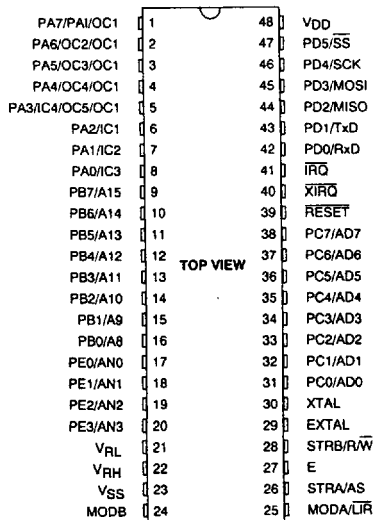 PA7/PAI/OC1 1 48 VDD
PA6/OC2/OC1 2 47 PD5/S̅S̅
PA5/OC3/OC1 3 46 PD4/SCK
PA4/OC4/OC1 4 45 PD3/MOSI
PA3/IC4/OC5/OC1 5 44 PD2/MISO
PA2/IC1 6 43 PD1/TxD
PA1/IC2 7 42 PD0/RxD
PA0/IC3 8 41 I̅R̅Q̅
PB7/A15 9 40 X̅I̅R̅Q̅
PB6/A14 10 39 R̅E̅S̅E̅T̅
PB5/A13 11 38 PC7/AD7
PB4/A12 12 37 PC6/AD6
TOP VIEW
PB3/A11 13 36 PC5/AD5
PB2/A10 14 35 PC4/AD4
PB1/A9 15 34 PC3/AD3
PB0/A8 16 33 PC2/AD2
PE0/AN0 17 32 PC1/AD1
PE1/AN1 18 31 PC0/AD0
PE2/AN2 19 30 XTAL
PE3/AN3 20 29 EXTAL
VRL 21 28 STRB/R/W̅
VRH 22 27 E
VSS 23 26 STRA/AS
MODB 24 25 MODA/L̅I̅R̅